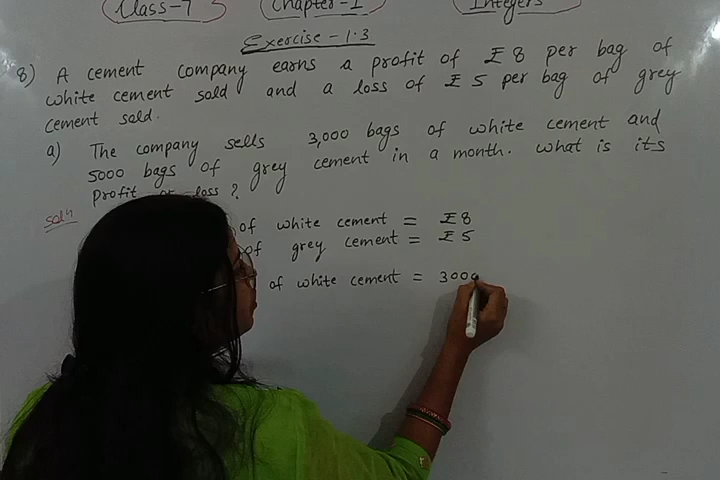 Class-7 Chapter-1 Integers
Exercise - 1.3
8) A cement company earns a profit of ₹8 per bag of
white cement sold and a loss of ₹5 per bag of grey
cement sold.
a) The company sells 3,000 bags of white cement and
5000 bags of grey cement in a month. What is its
profit or loss?
Solⁿ of white cement = ₹8
of grey cement = ₹5
of white cement = 3000